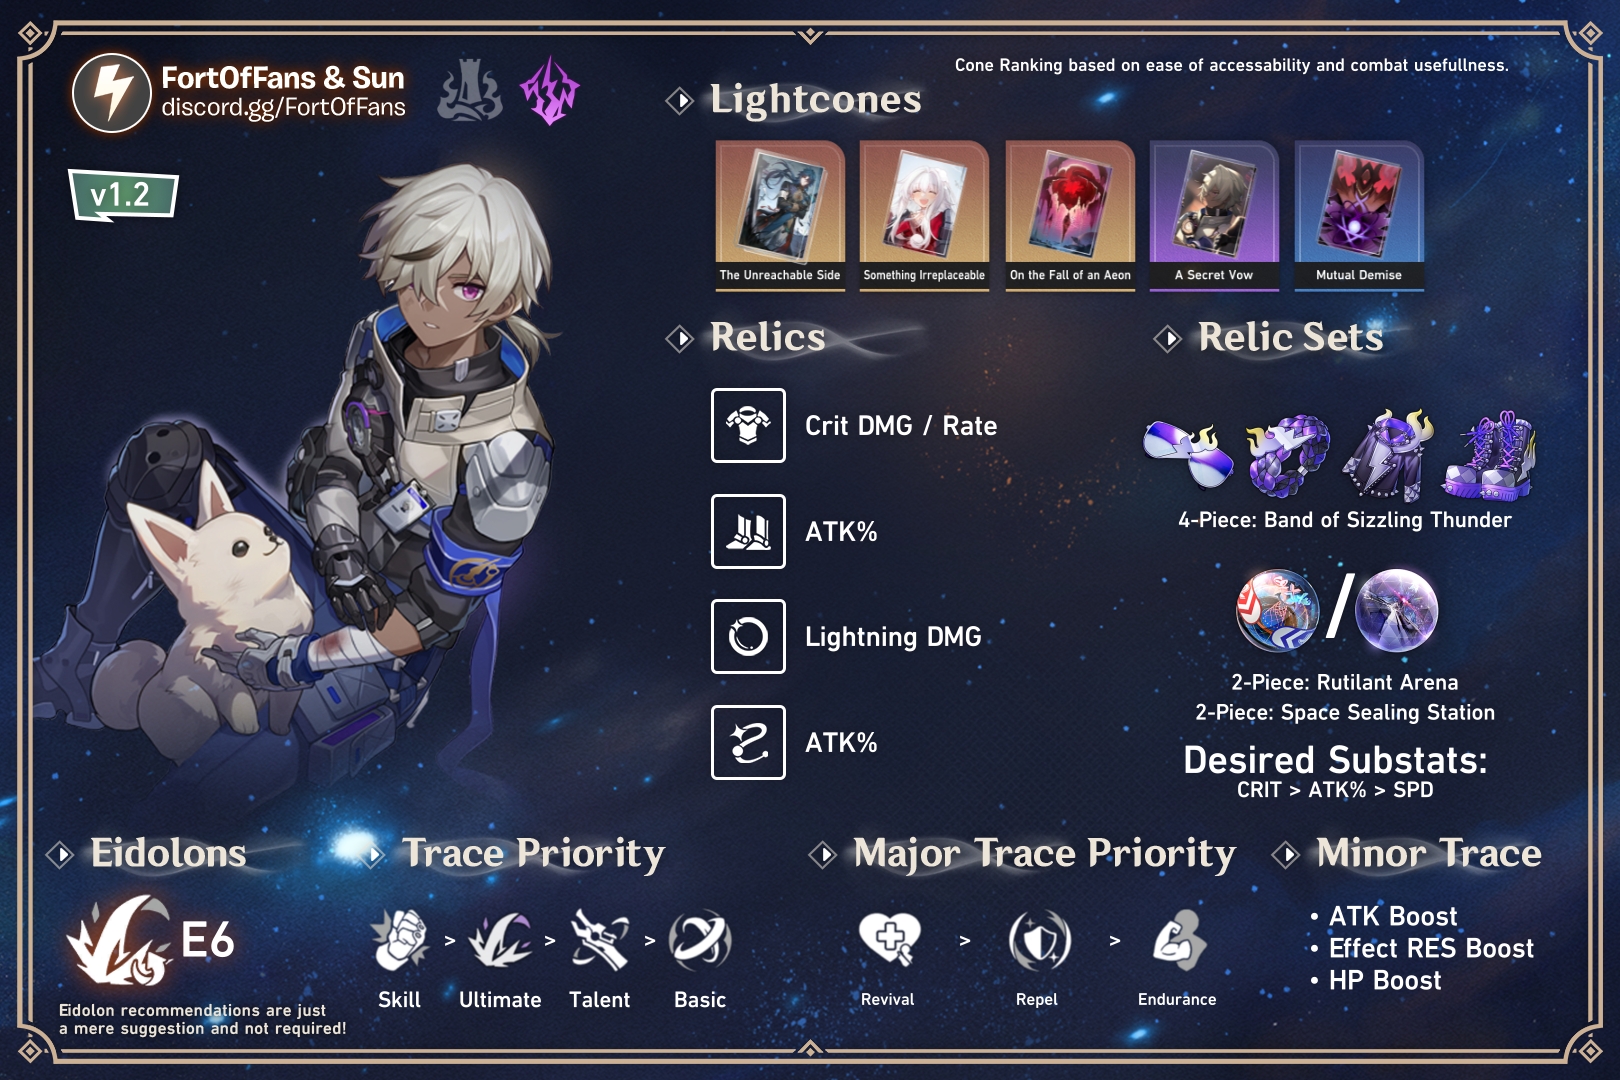 FortOfFans & Sun
discord.gg/FortOfFans
v1.2
Cone Ranking based on ease of accessability and combat usefullness.
Lightcones
The Unreachable Side
Something Irreplaceable
On the Fall of an Aeon
A Secret Vow
Mutual Demise
Relics
Crit DMG / Rate
ATK%
Lightning DMG
ATK%
Relic Sets
4-Piece: Band of Sizzling Thunder
/
2-Piece: Rutilant Arena
2-Piece: Space Sealing Station
Desired Substats:
CRIT > ATK% > SPD
Eidolons
E6
Eidolon recommendations are just
a mere suggestion and not required!
Trace Priority
> > >
Skill Ultimate Talent Basic
Major Trace Priority
> >
Revival Repel Endurance
Minor Trace
• ATK Boost
• Effect RES Boost
• HP Boost